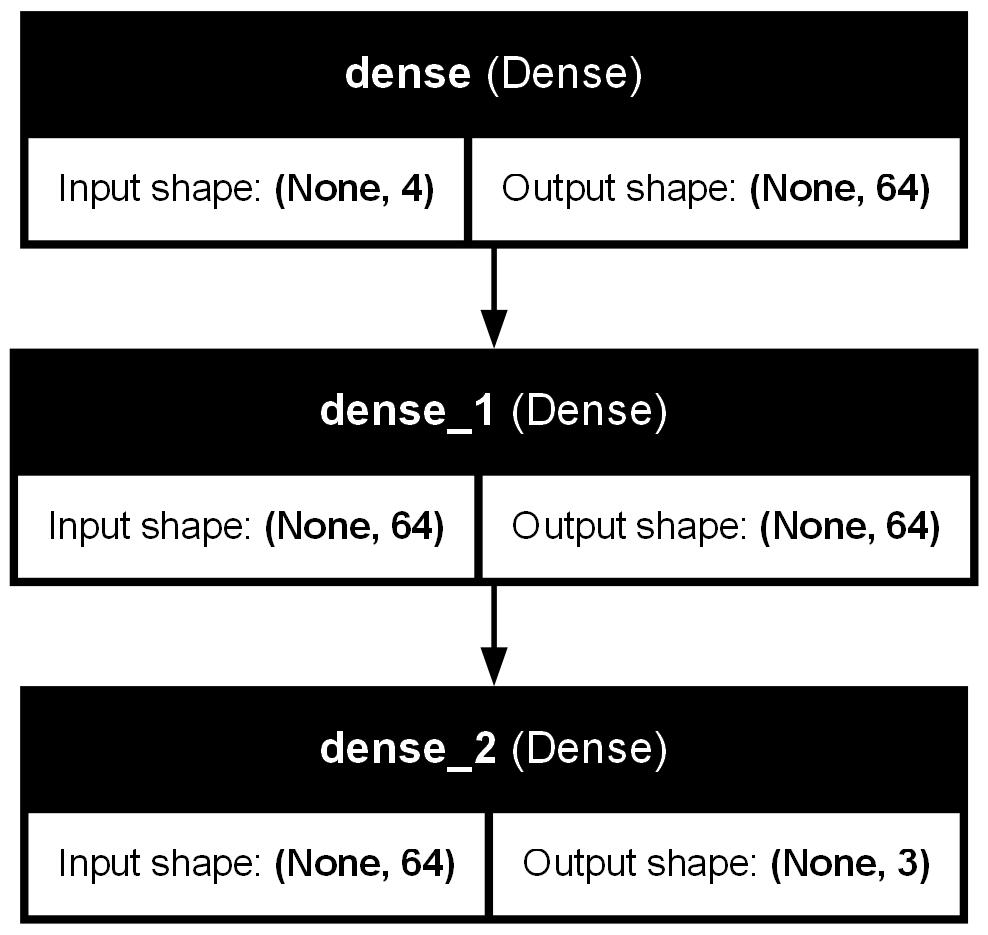 dense (Dense)
Input shape: (None, 4) Output shape: (None, 64)
dense_1 (Dense)
Input shape: (None, 64) Output shape: (None, 64)
dense_2 (Dense)
Input shape: (None, 64) Output shape: (None, 3)